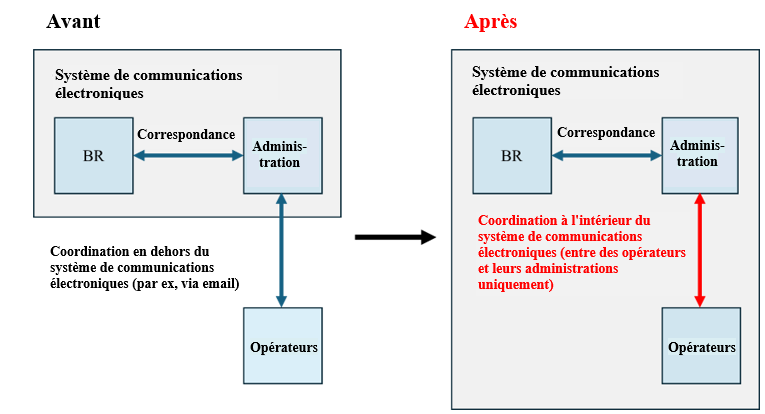 Avant
Système de communications
électroniques
BR
Correspondance
Adminis-
tration
Coordination en dehors du
système de communications
électroniques (par ex, via email)
Opérateurs
Après
Système de communications
électroniques
BR
Correspondance
Adminis-
tration
Coordination à l'intérieur du
système de communications
électroniques (entre des opérateurs
et leurs administrations
uniquement)
Opérateurs